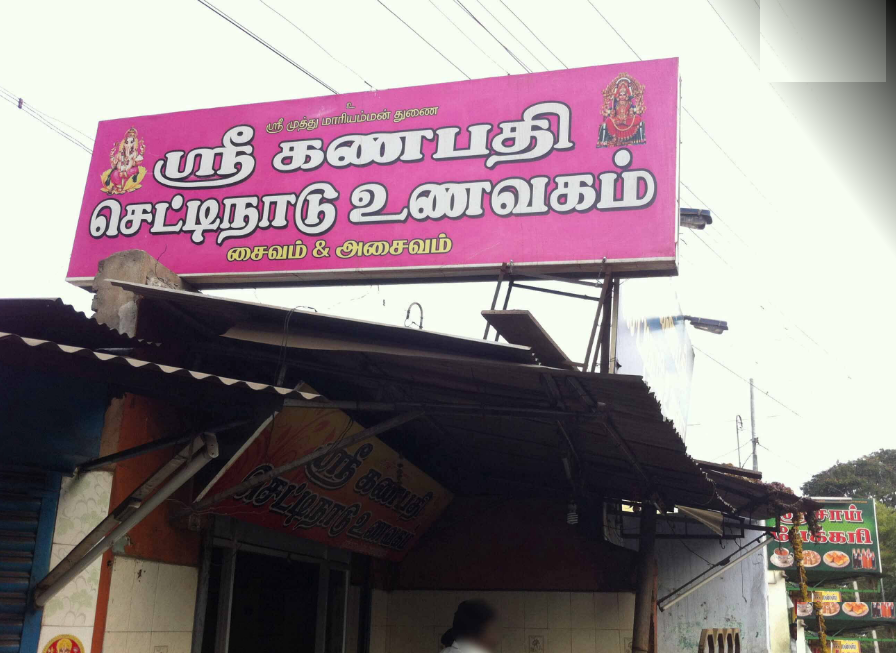 உ
ஸ்ரீ முத்து மாரியம்மன் துணை
ஸ்ரீ கணபதி
செட்டிநாடு உணவகம்
சைவம் & அசைவம்
ஸ்ரீ கணபதி
செட்டிநாடு உணவகம்